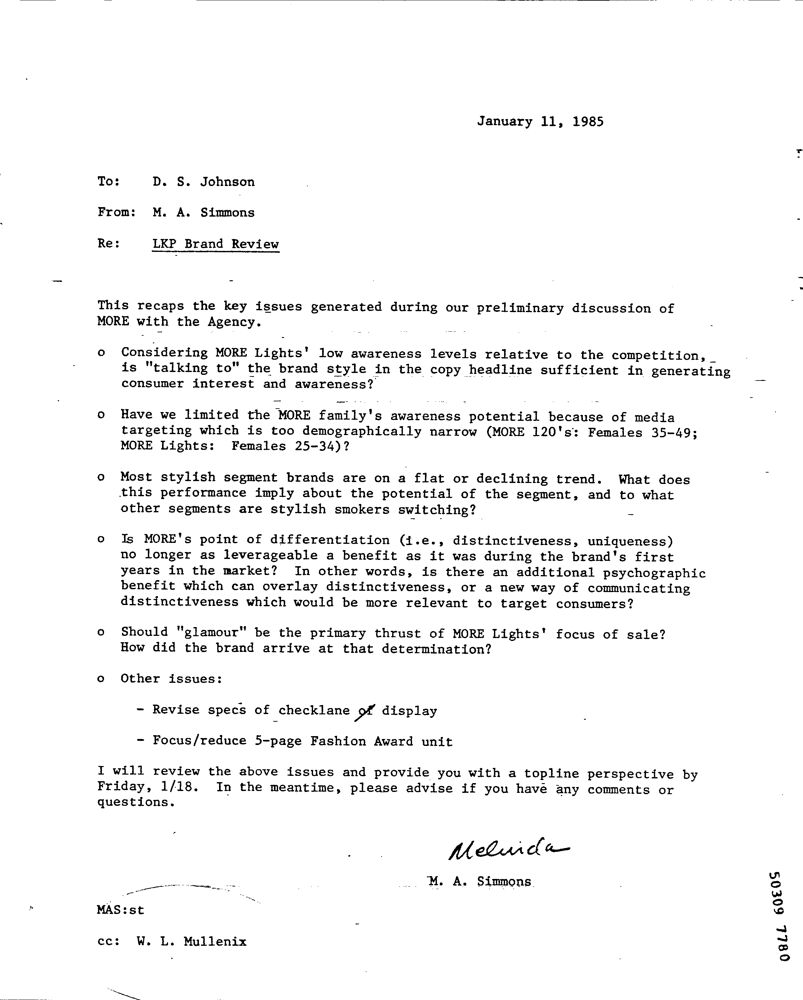 January 11, 1985
To: D. S. Johnson
From: M. A. Simmons
Re: LKP Brand Review
This recaps the key issues generated during our preliminary discussion of
MORE with the Agency.
o Considering MORE Lights' low awareness levels relative to the competition,
is "talking to" the brand style in the copy headline sufficient in generating
consumer interest and awareness?
o Have we limited the MORE family's awareness potential because of media
targeting which is too demographically narrow (MORE 120's: Females 35-49;
MORE Lights: Females 25-34)?
o Most stylish segment brands are on a flat or declining trend. What does
this performance imply about the potential of the segment, and to what
other segments are stylish smokers switching?
o Is MORE's point of differentiation (i.e., distinctiveness, uniqueness)
no longer as leverageable a benefit as it was during the brand's first
years in the market? In other words, is there an additional psychographic
benefit which can overlay distinctiveness, or a new way of communicating
distinctiveness which would be more relevant to target consumers?
o Should "glamour" be the primary thrust of MORE Lights' focus of sale?
How did the brand arrive at that determination?
o Other issues:
- Revise specs of checklane of display
- Focus/reduce 5-page Fashion Award unit
I will review the above issues and provide you with a topline perspective by
Friday, 1/18. In the meantime, please advise if you have any comments or
questions.
Melinda
M. A. Simmons
MAS:st
cc: W. L. Mullenix
50309 7780